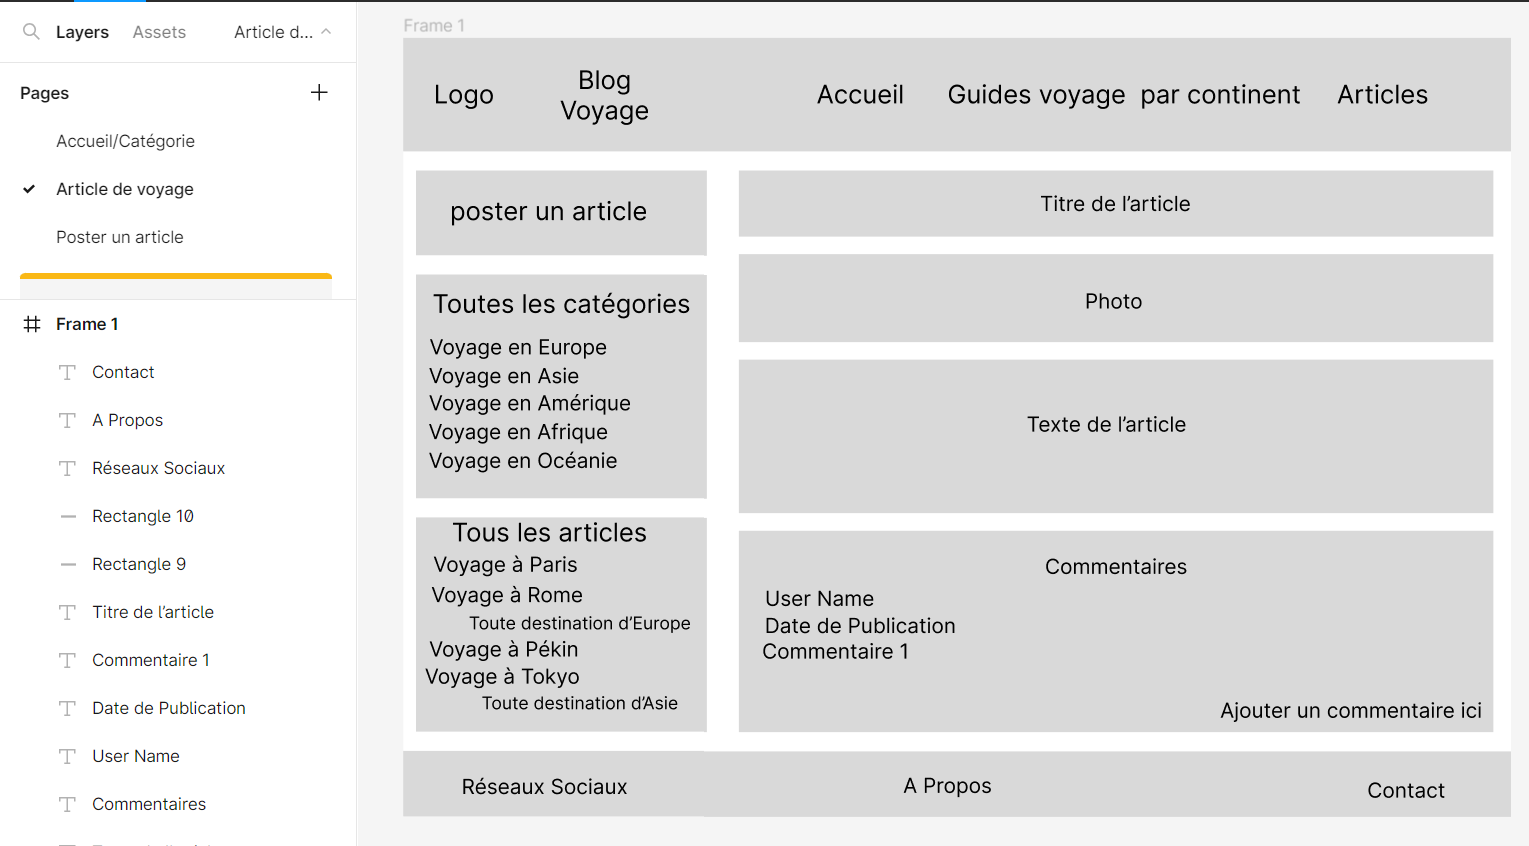 Layers
Assets
Article d...
Pages
Accueil/Catégorie
Article de voyage
Poster un article
Frame 1
Contact
A Propos
Réseaux Sociaux
Rectangle 10
Rectangle 9
Titre de l’article
Commentaire 1
Date de Publication
User Name
Commentaires
Frame 1
Logo
Blog
Voyage
Accueil
Guides voyage par continent
Articles
poster un article
Toutes les catégories
Voyage en Europe
Voyage en Asie
Voyage en Amérique
Voyage en Afrique
Voyage en Océanie
Tous les articles
Voyage à Paris
Voyage à Rome
Toute destination d’Europe
Voyage à Pékin
Voyage à Tokyo
Toute destination d’Asie
Titre de l’article
Photo
Texte de l’article
Commentaires
User Name
Date de Publication
Commentaire 1
Ajouter un commentaire ici
Réseaux Sociaux
A Propos
Contact